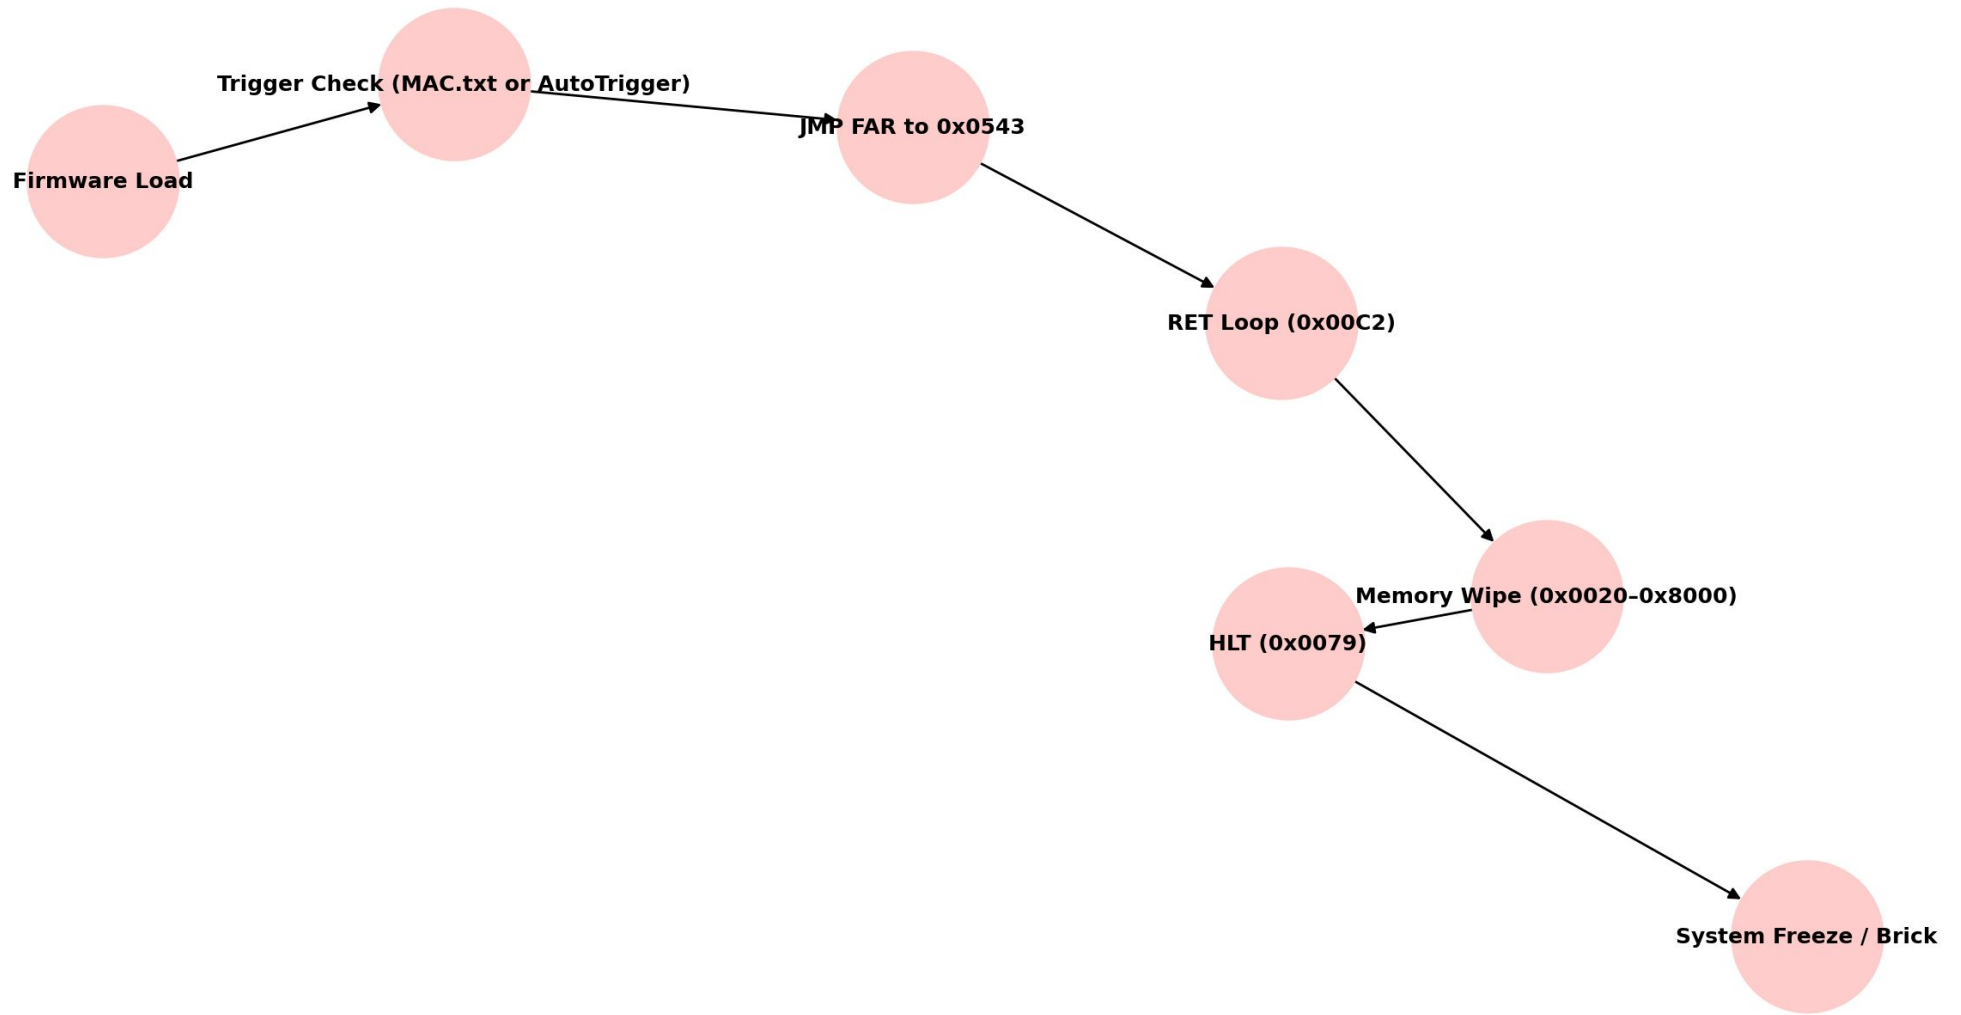 Firmware Load
Trigger Check (MAC.txt or AutoTrigger)
JMP FAR to 0x0543
RET Loop (0x00C2)
Memory Wipe (0x0020–0x8000)
HLT (0x0079)
System Freeze / Brick